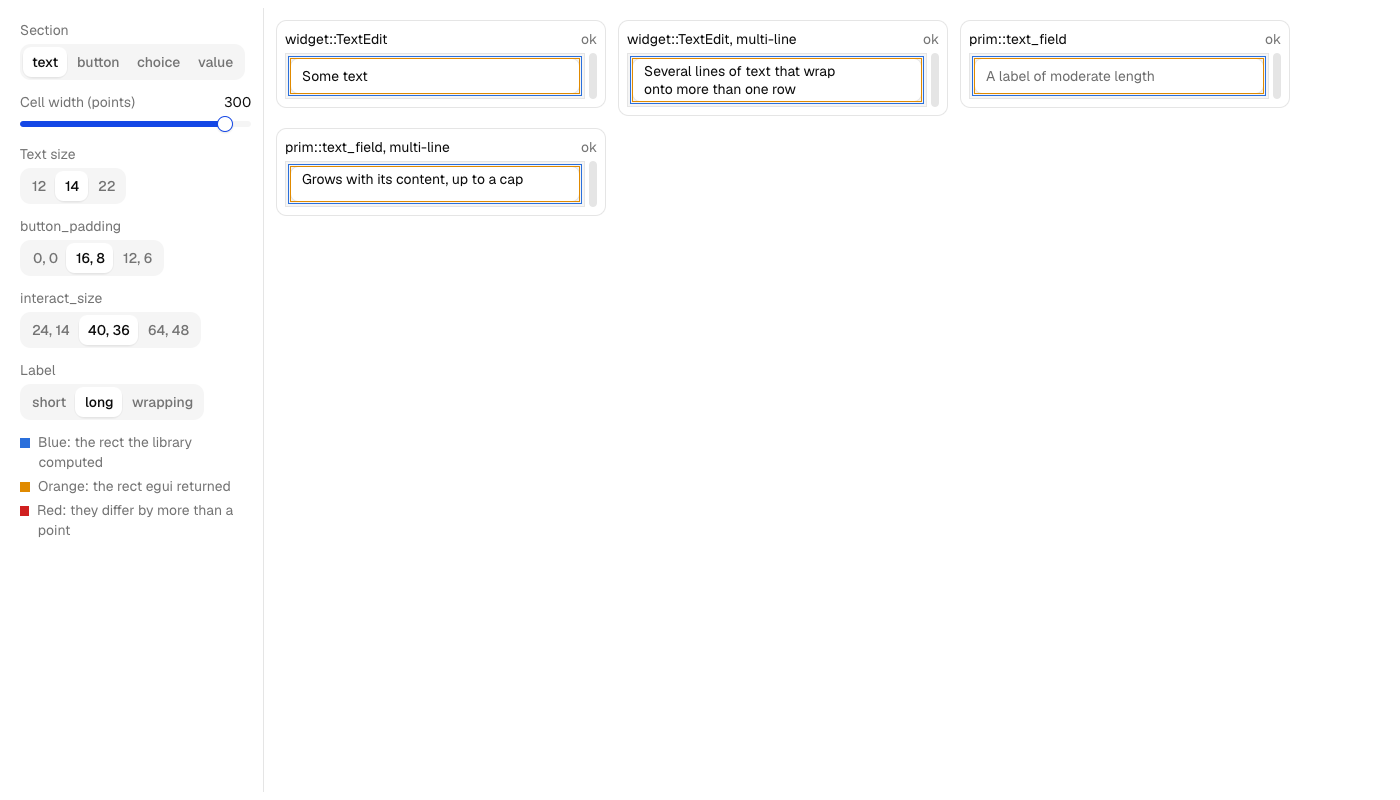 Section
text button choice value
Cell width (points) 300
Text size
12 14 22
button_padding
0, 0 16, 8 12, 6
interact_size
24, 14 40, 36 64, 48
Label
short long wrapping
Blue: the rect the library
computed
Orange: the rect egui returned
Red: they differ by more than a
point
widget::TextEdit ok
Some text
widget::TextEdit, multi-line ok
Several lines of text that wrap
onto more than one row
prim::text_field ok
A label of moderate length
prim::text_field, multi-line ok
Grows with its content, up to a cap